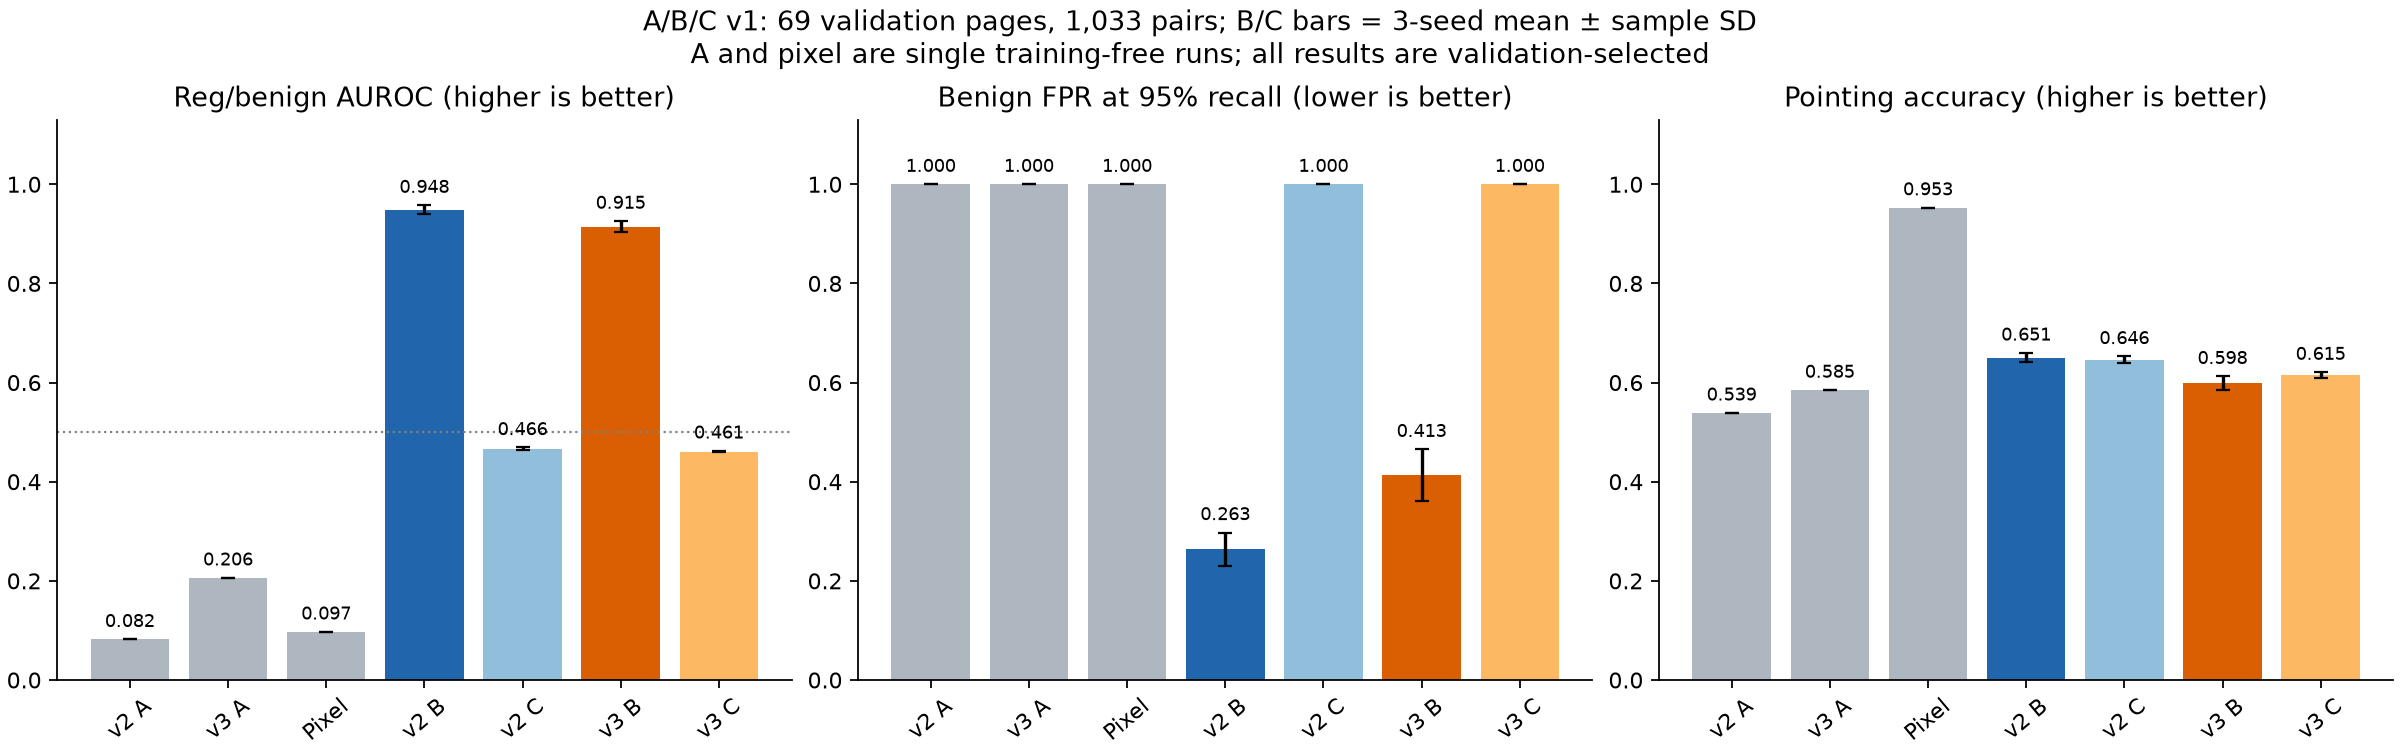 A/B/C v1: 69 validation pages, 1,033 pairs; B/C bars = 3-seed mean ± sample SD
A and pixel are single training-free runs; all results are validation-selected
Reg/benign AUROC (higher is better)
1.0
0.8
0.6
0.4
0.2
0.0
0.082
0.206
0.097
0.948
0.466
0.915
0.461
v2 A
v3 A
Pixel
v2 B
v2 C
v3 B
v3 C
Benign FPR at 95% recall (lower is better)
1.0
0.8
0.6
0.4
0.2
0.0
1.000
1.000
1.000
0.263
1.000
0.413
1.000
v2 A
v3 A
Pixel
v2 B
v2 C
v3 B
v3 C
Pointing accuracy (higher is better)
1.0
0.8
0.6
0.4
0.2
0.0
0.539
0.585
0.953
0.651
0.646
0.598
0.615
v2 A
v3 A
Pixel
v2 B
v2 C
v3 B
v3 C